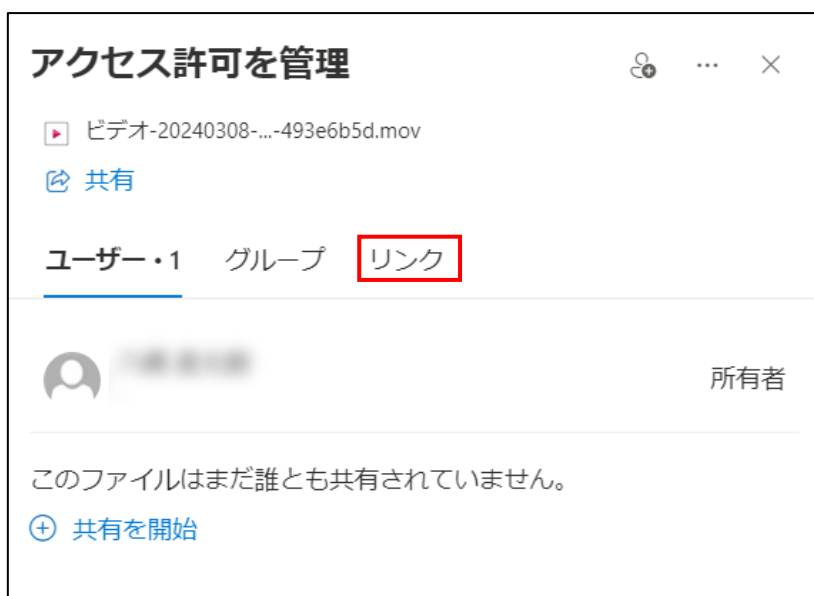 アクセス許可を管理
ビデオ-20240308-...-493e6b5d.mov
共有
ユーザー・1 グループ リンク
所有者
このファイルはまだ誰とも共有されていません。
共有を開始